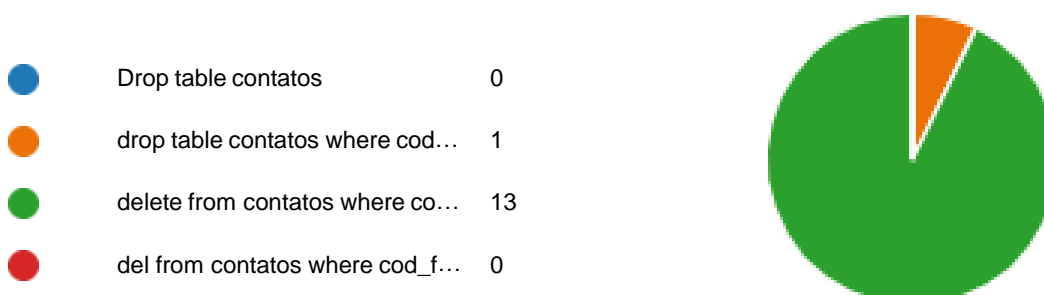 Drop table contatos 0
drop table contatos where cod… 1
delete from contatos where co… 13
del from contatos where cod_f… 0